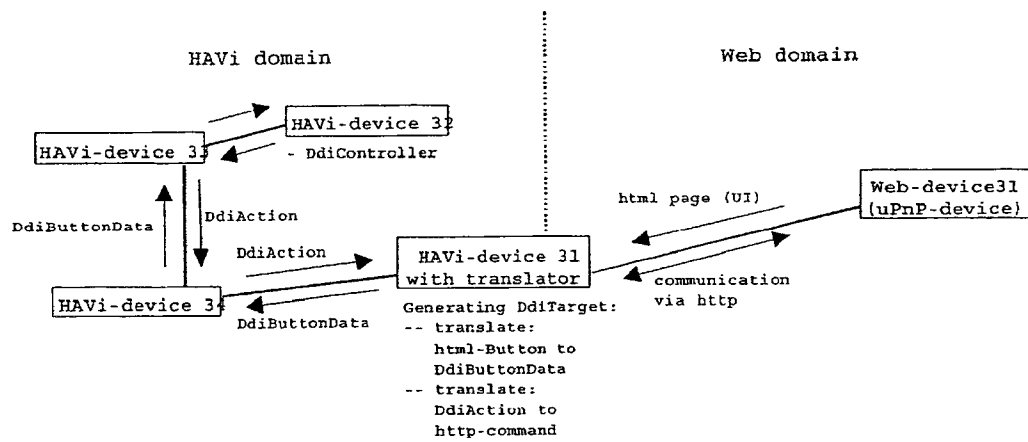 HAVi domain
Web domain
HAVi-device 32
HAVi-device 33
- DdiController
Web-device31
(uPnP-device)
html page (UI)
DdiButtonData
DdiAction
DdiAction
HAVi-device 31
with translator
communication
via http
HAVi-device 34
DdiButtonData
Generating DdiTarget:
-- translate:
html-Button to
DdiButtonData
-- translate:
DdiAction to
http-command